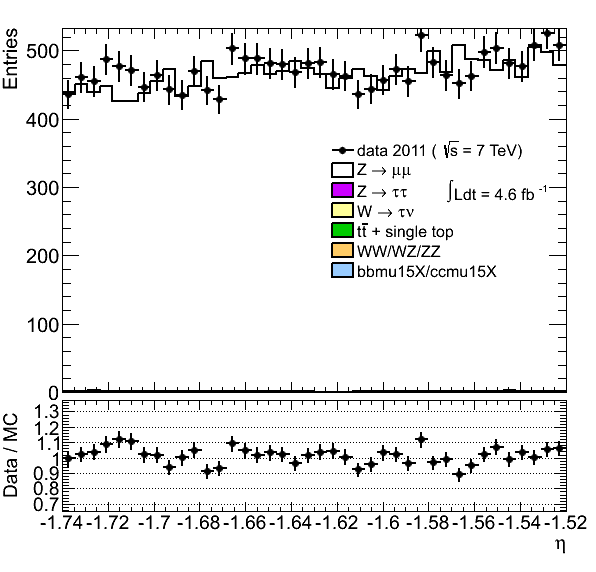 Entries
500
400
300
200
100
0
data 2011 ( √s = 7 TeV)
Z → μμ
Z → ττ
∫Ldt = 4.6 fb⁻¹
W → τν
tt̅ + single top
WW/WZ/ZZ
bbmu15X/ccmu15X
Data / MC
1.3
1.2
1.1
1
0.9
0.8
0.7
-1.74 -1.72 -1.7 -1.68 -1.66 -1.64 -1.62 -1.6 -1.58 -1.56 -1.54 -1.52
η